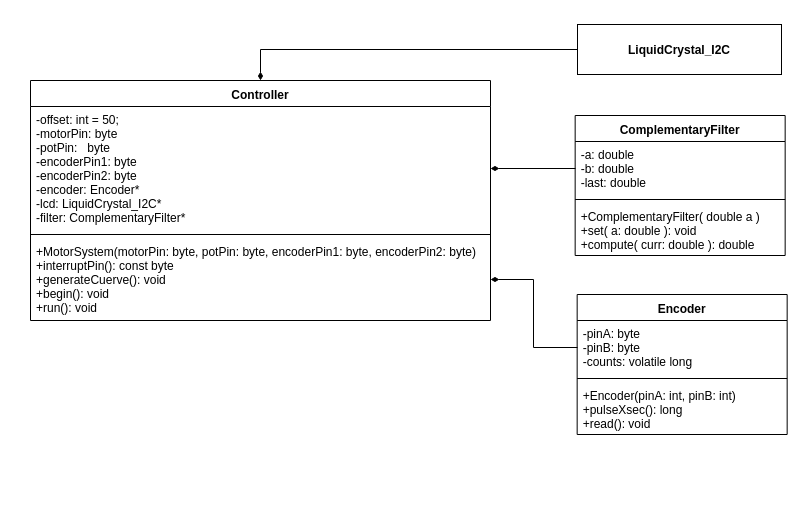 LiquidCrystal_I2C
Controller
-offset: int = 50;
-motorPin: byte
-potPin: byte
-encoderPin1: byte
-encoderPin2: byte
-encoder: Encoder*
-lcd: LiquidCrystal_I2C*
-filter: ComplementaryFilter*
+MotorSystem(motorPin: byte, potPin: byte, encoderPin1: byte, encoderPin2: byte)
+interruptPin(): const byte
+generateCuerve(): void
+begin(): void
+run(): void
ComplementaryFilter
-a: double
-b: double
-last: double
+ComplementaryFilter( double a )
+set( a: double ): void
+compute( curr: double ): double
Encoder
-pinA: byte
-pinB: byte
-counts: volatile long
+Encoder(pinA: int, pinB: int)
+pulseXsec(): long
+read(): void